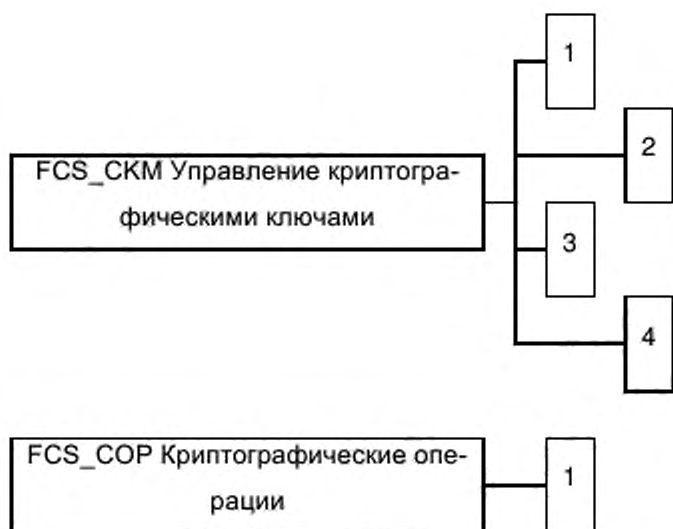 1
2
FCS_CKM Управление криптогра-
фическими ключами
3
4
FCS_COP Криптографические опе-
рации
1